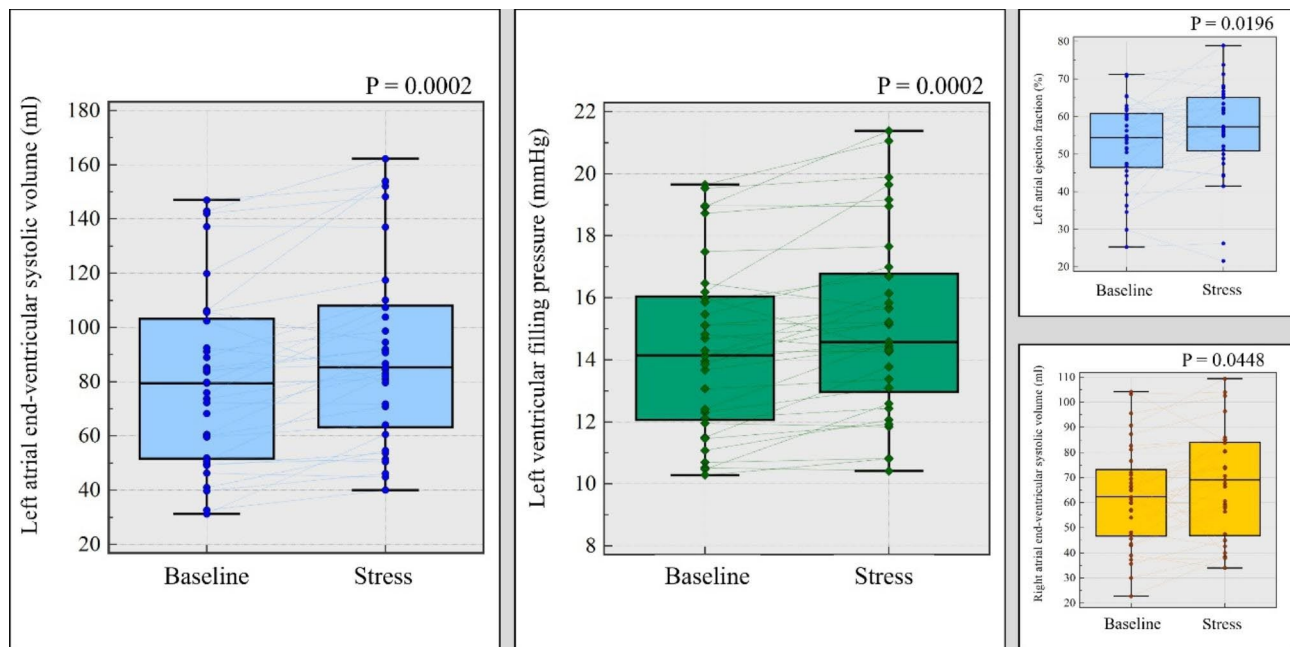 P = 0.0002
Left atrial end-ventricular systolic volume (ml)
180
160
140
120
100
80
60
40
20
Baseline
Stress
P = 0.0002
Left ventricular filling pressure (mmHg)
22
20
18
16
14
12
10
8
Baseline
Stress
P = 0.0196
Left atrial ejection fraction (%)
80
70
60
50
40
30
20
Baseline
Stress
P = 0.0448
Right atrial end-ventricular systolic volume (ml)
110
100
90
80
70
60
50
40
30
20
Baseline
Stress